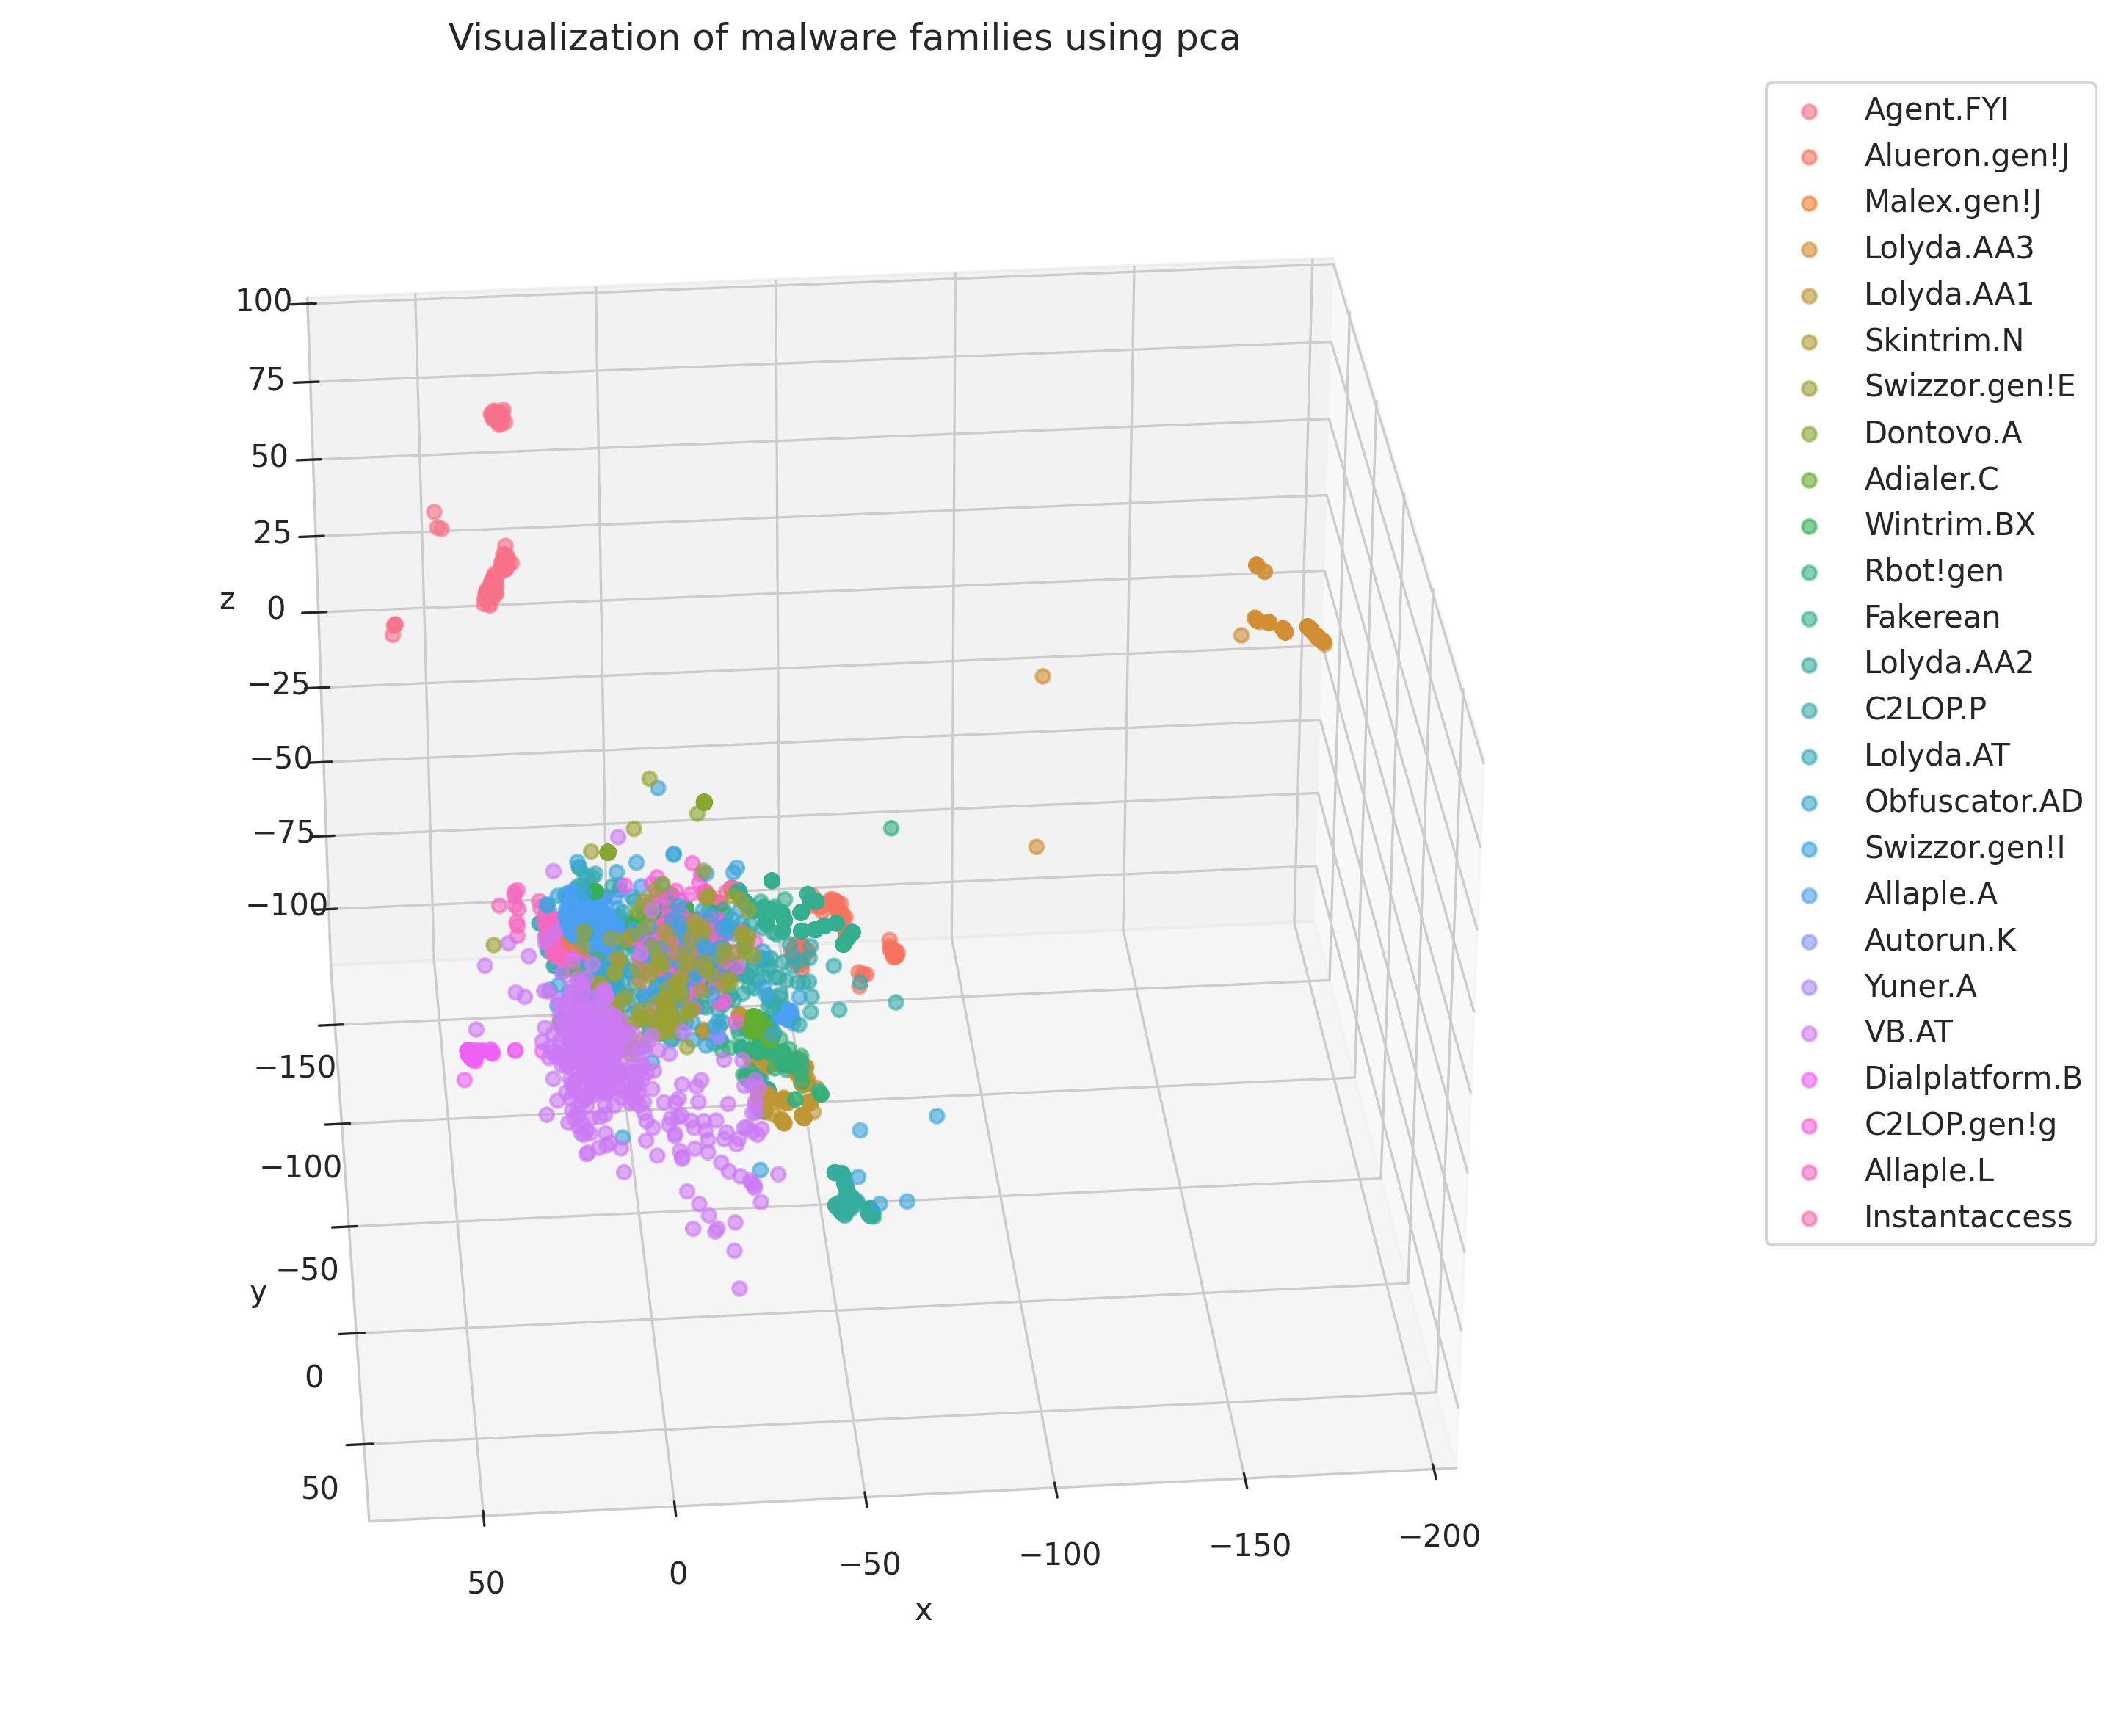 Visualization of malware families using pca
Agent.FYI
Alueron.gen!J
Malex.gen!J
Lolyda.AA3
Lolyda.AA1
Skintrim.N
Swizzor.gen!E
Dontovo.A
Adialer.C
Wintrim.BX
Rbot!gen
Fakerean
Lolyda.AA2
C2LOP.P
Lolyda.AT
Obfuscator.AD
Swizzor.gen!I
Allaple.A
Autorun.K
Yuner.A
VB.AT
Dialplatform.B
C2LOP.gen!g
Allaple.L
Instantaccess
100
75
50
25
z
0
−25
−50
−75
−100
−150
−100
−50
y
0
50
50
0
−50
−100
−150
−200
x